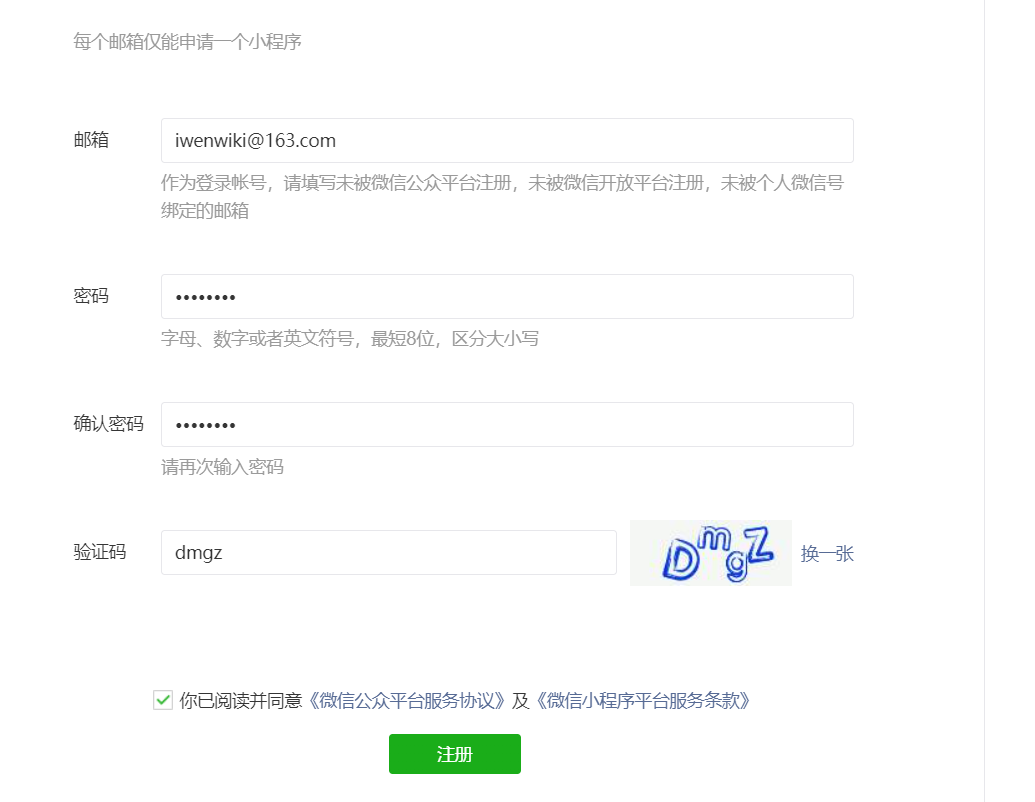 每个邮箱仅能申请一个小程序
邮箱
iwenwiki@163.com
作为登录帐号，请填写未被微信公众平台注册，未被微信开放平台注册，未被个人微信号
绑定的邮箱
密码
••••••••
字母、数字或者英文符号，最短8位，区分大小写
确认密码
••••••••
请再次输入密码
验证码
dmgz
DmgZ
换一张
你已阅读并同意《微信公众平台服务协议》及《微信小程序平台服务条款》
注册